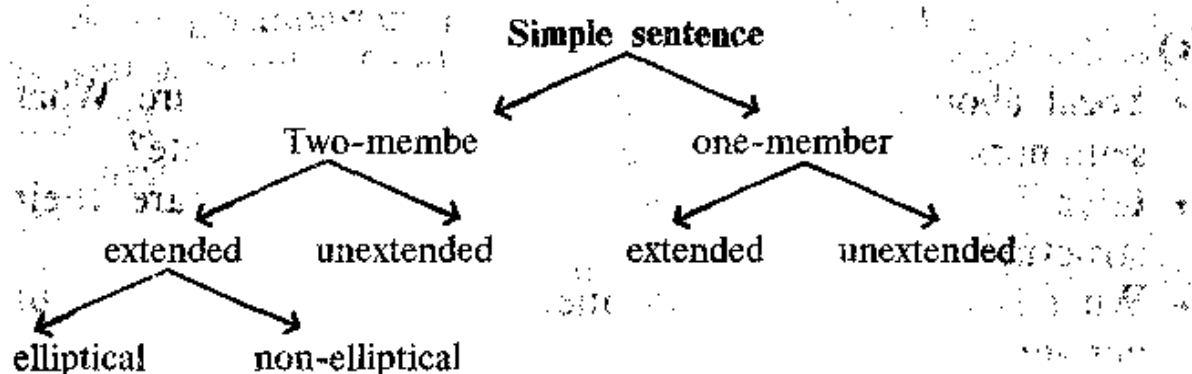 Simple sentence
Two-membe one-member
extended unextended extended unextended
elliptical non-elliptical